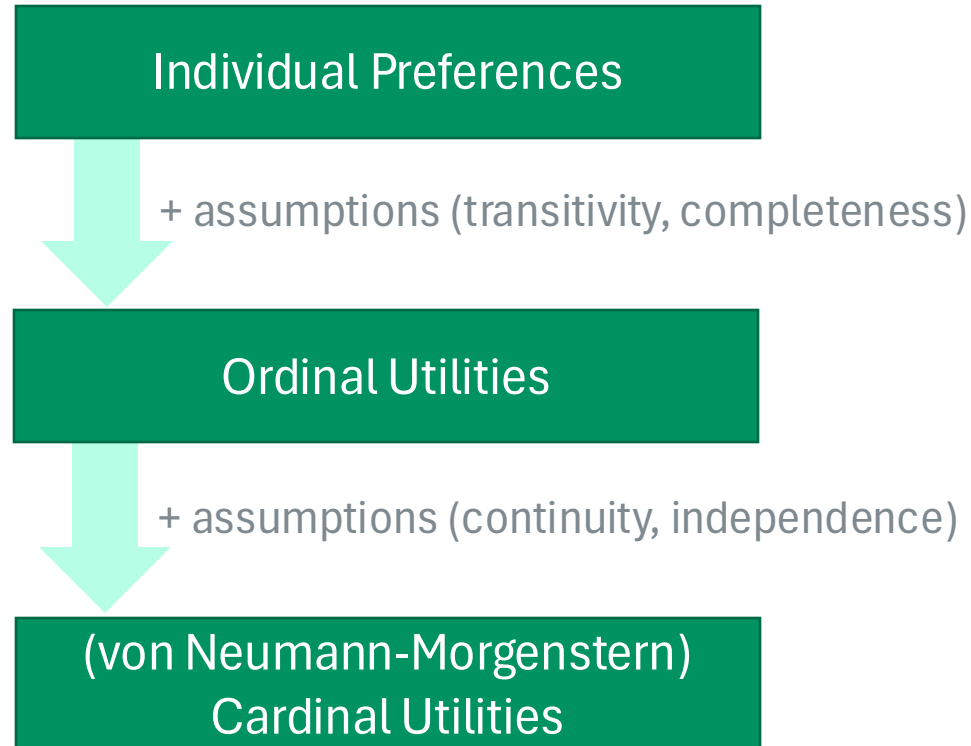 Individual Preferences
+ assumptions (transitivity, completeness)
Ordinal Utilities
+ assumptions (continuity, independence)
(von Neumann-Morgenstern)
Cardinal Utilities